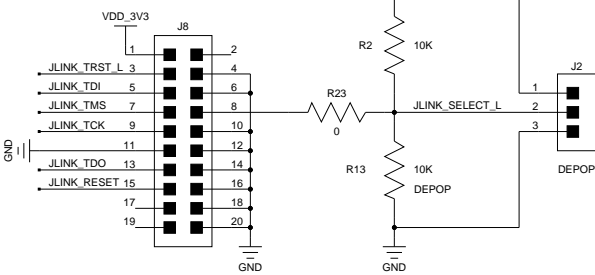 VDD_3V3
J8
1 2
JLINK_TRST_L 3 4
JLINK_TDI 5 6
JLINK_TMS 7 8
JLINK_TCK 9 10
GND 11 12
JLINK_TDO 13 14
JLINK_RESET 15 16
17 18
19 20
GND
R2 10K
R23
0
JLINK_SELECT_L
R13 10K
DEPOP
GND
J2
1
2
3
DEPOP